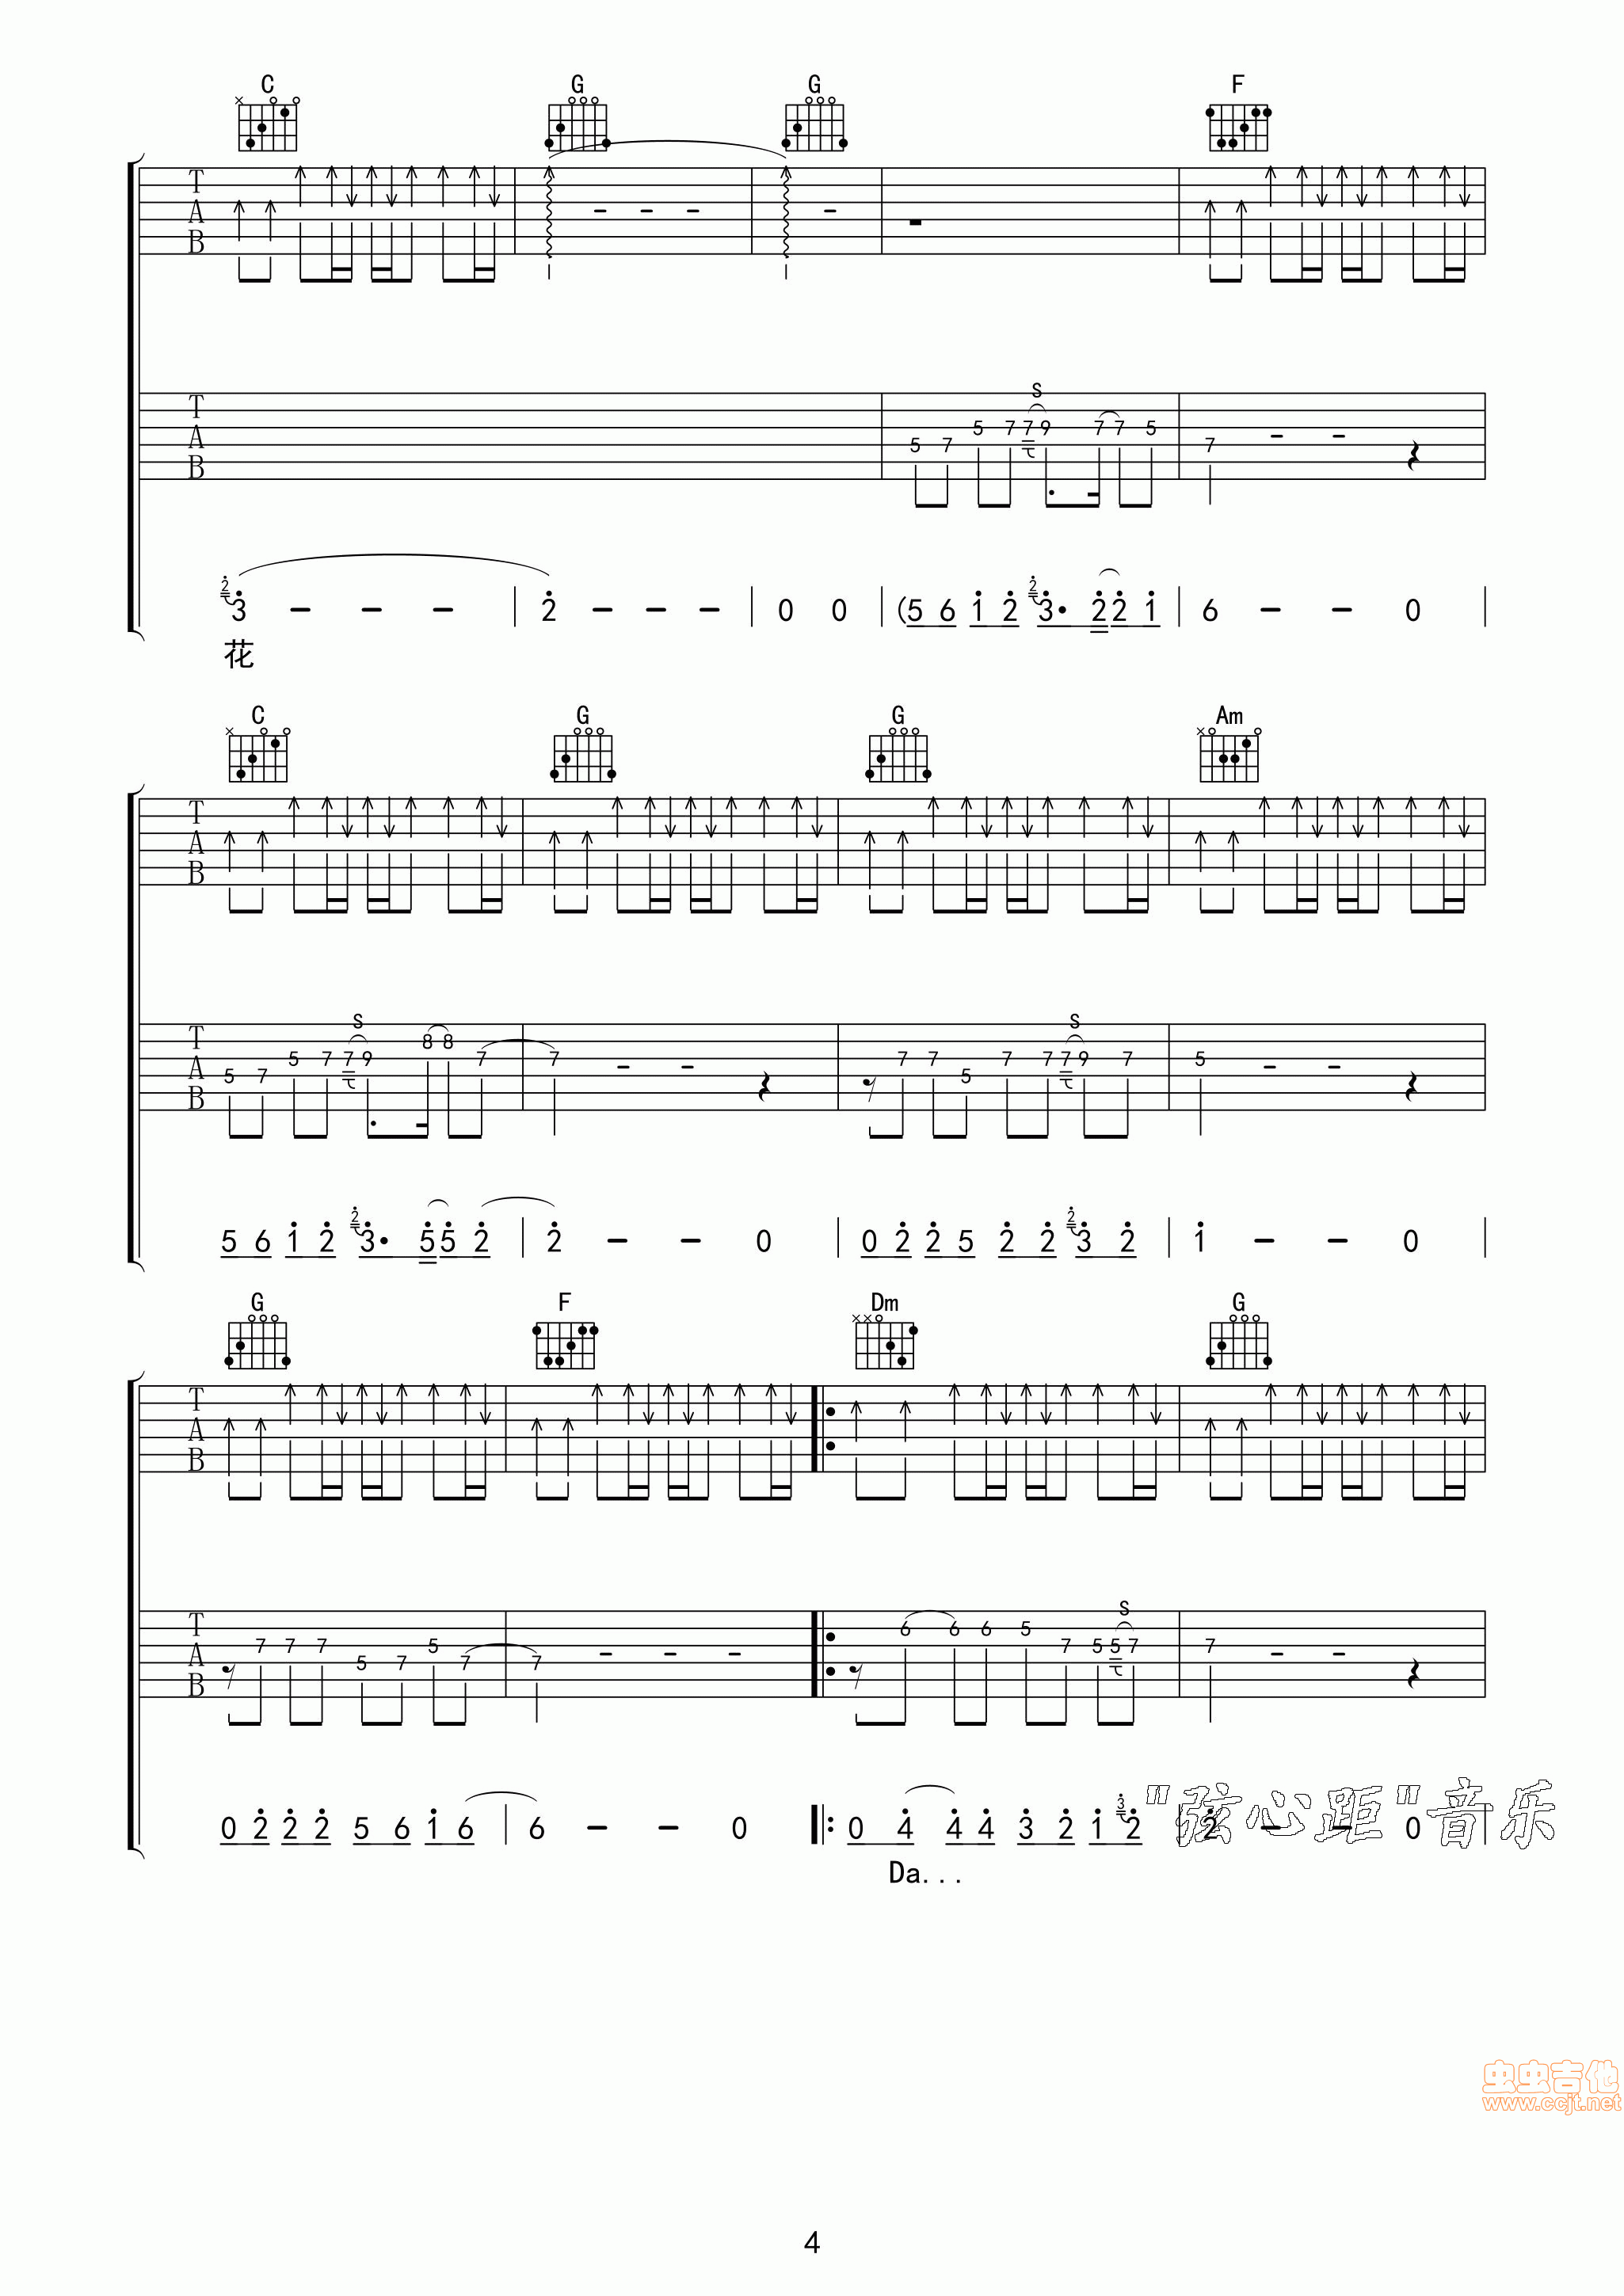 C G G F
T A B
S
T A B 5 7 5 7 7 9 7 7 5 7 - -
2 3 - - - | 2 - - - | 0 0 | (5 6 1 2 2 3· 2 2 1 | 6 - - 0 |
花
C G G Am
T A B
S S
T A B 5 7 5 7 7 9 8 8 7 7 - - 7 7 5 7 7 7 9 7 5 - -
5 6 1 2 2 3· 5 5 2 | 2 - - 0 | 0 2 2 5 2 2 2 3 2 | 1 - - 0 |
G F Dm G
T A B
S
T A B 7 7 7 5 7 5 7 7 - - - 6 6 6 5 7 5 5 7 7 - -
0 2 2 2 5 6 1 6 | 6 - - 0 |: 0 4 4 4 3 2 1 3 2 | 2 - - 0 |
"弦心距"音乐
Da...
虫虫吉他
www.ccjt.net
4